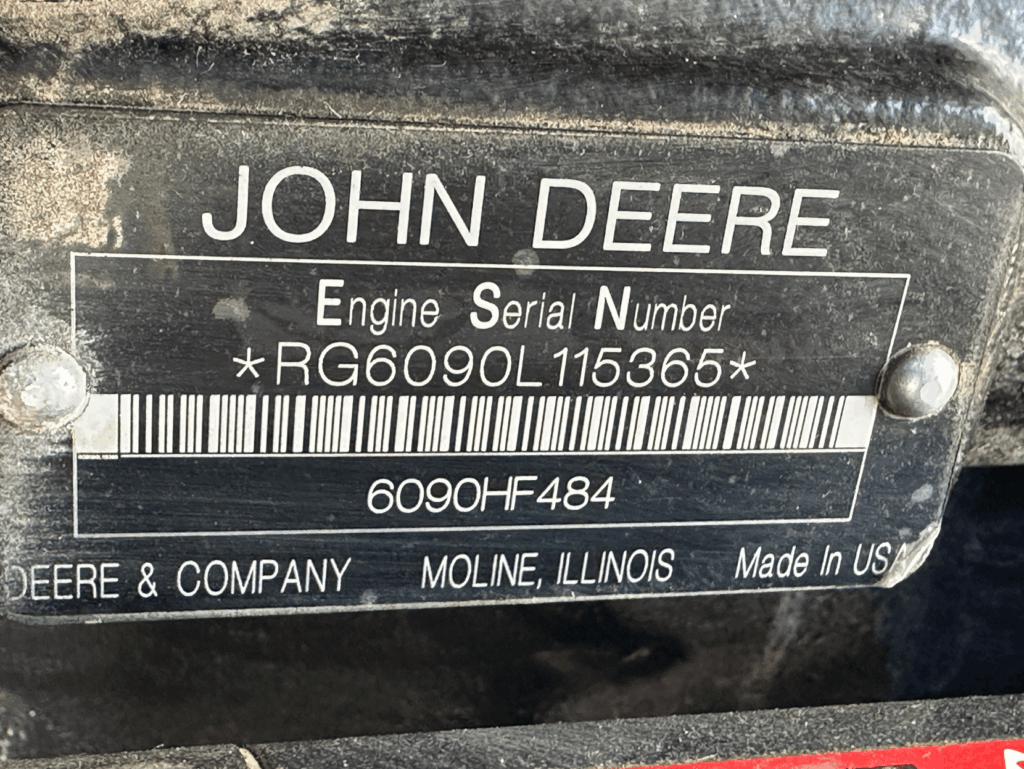 JOHN DEERE
Engine Serial Number
*RG6090L115365*
6090HF484
DEERE & COMPANY MOLINE, ILLINOIS Made In USA